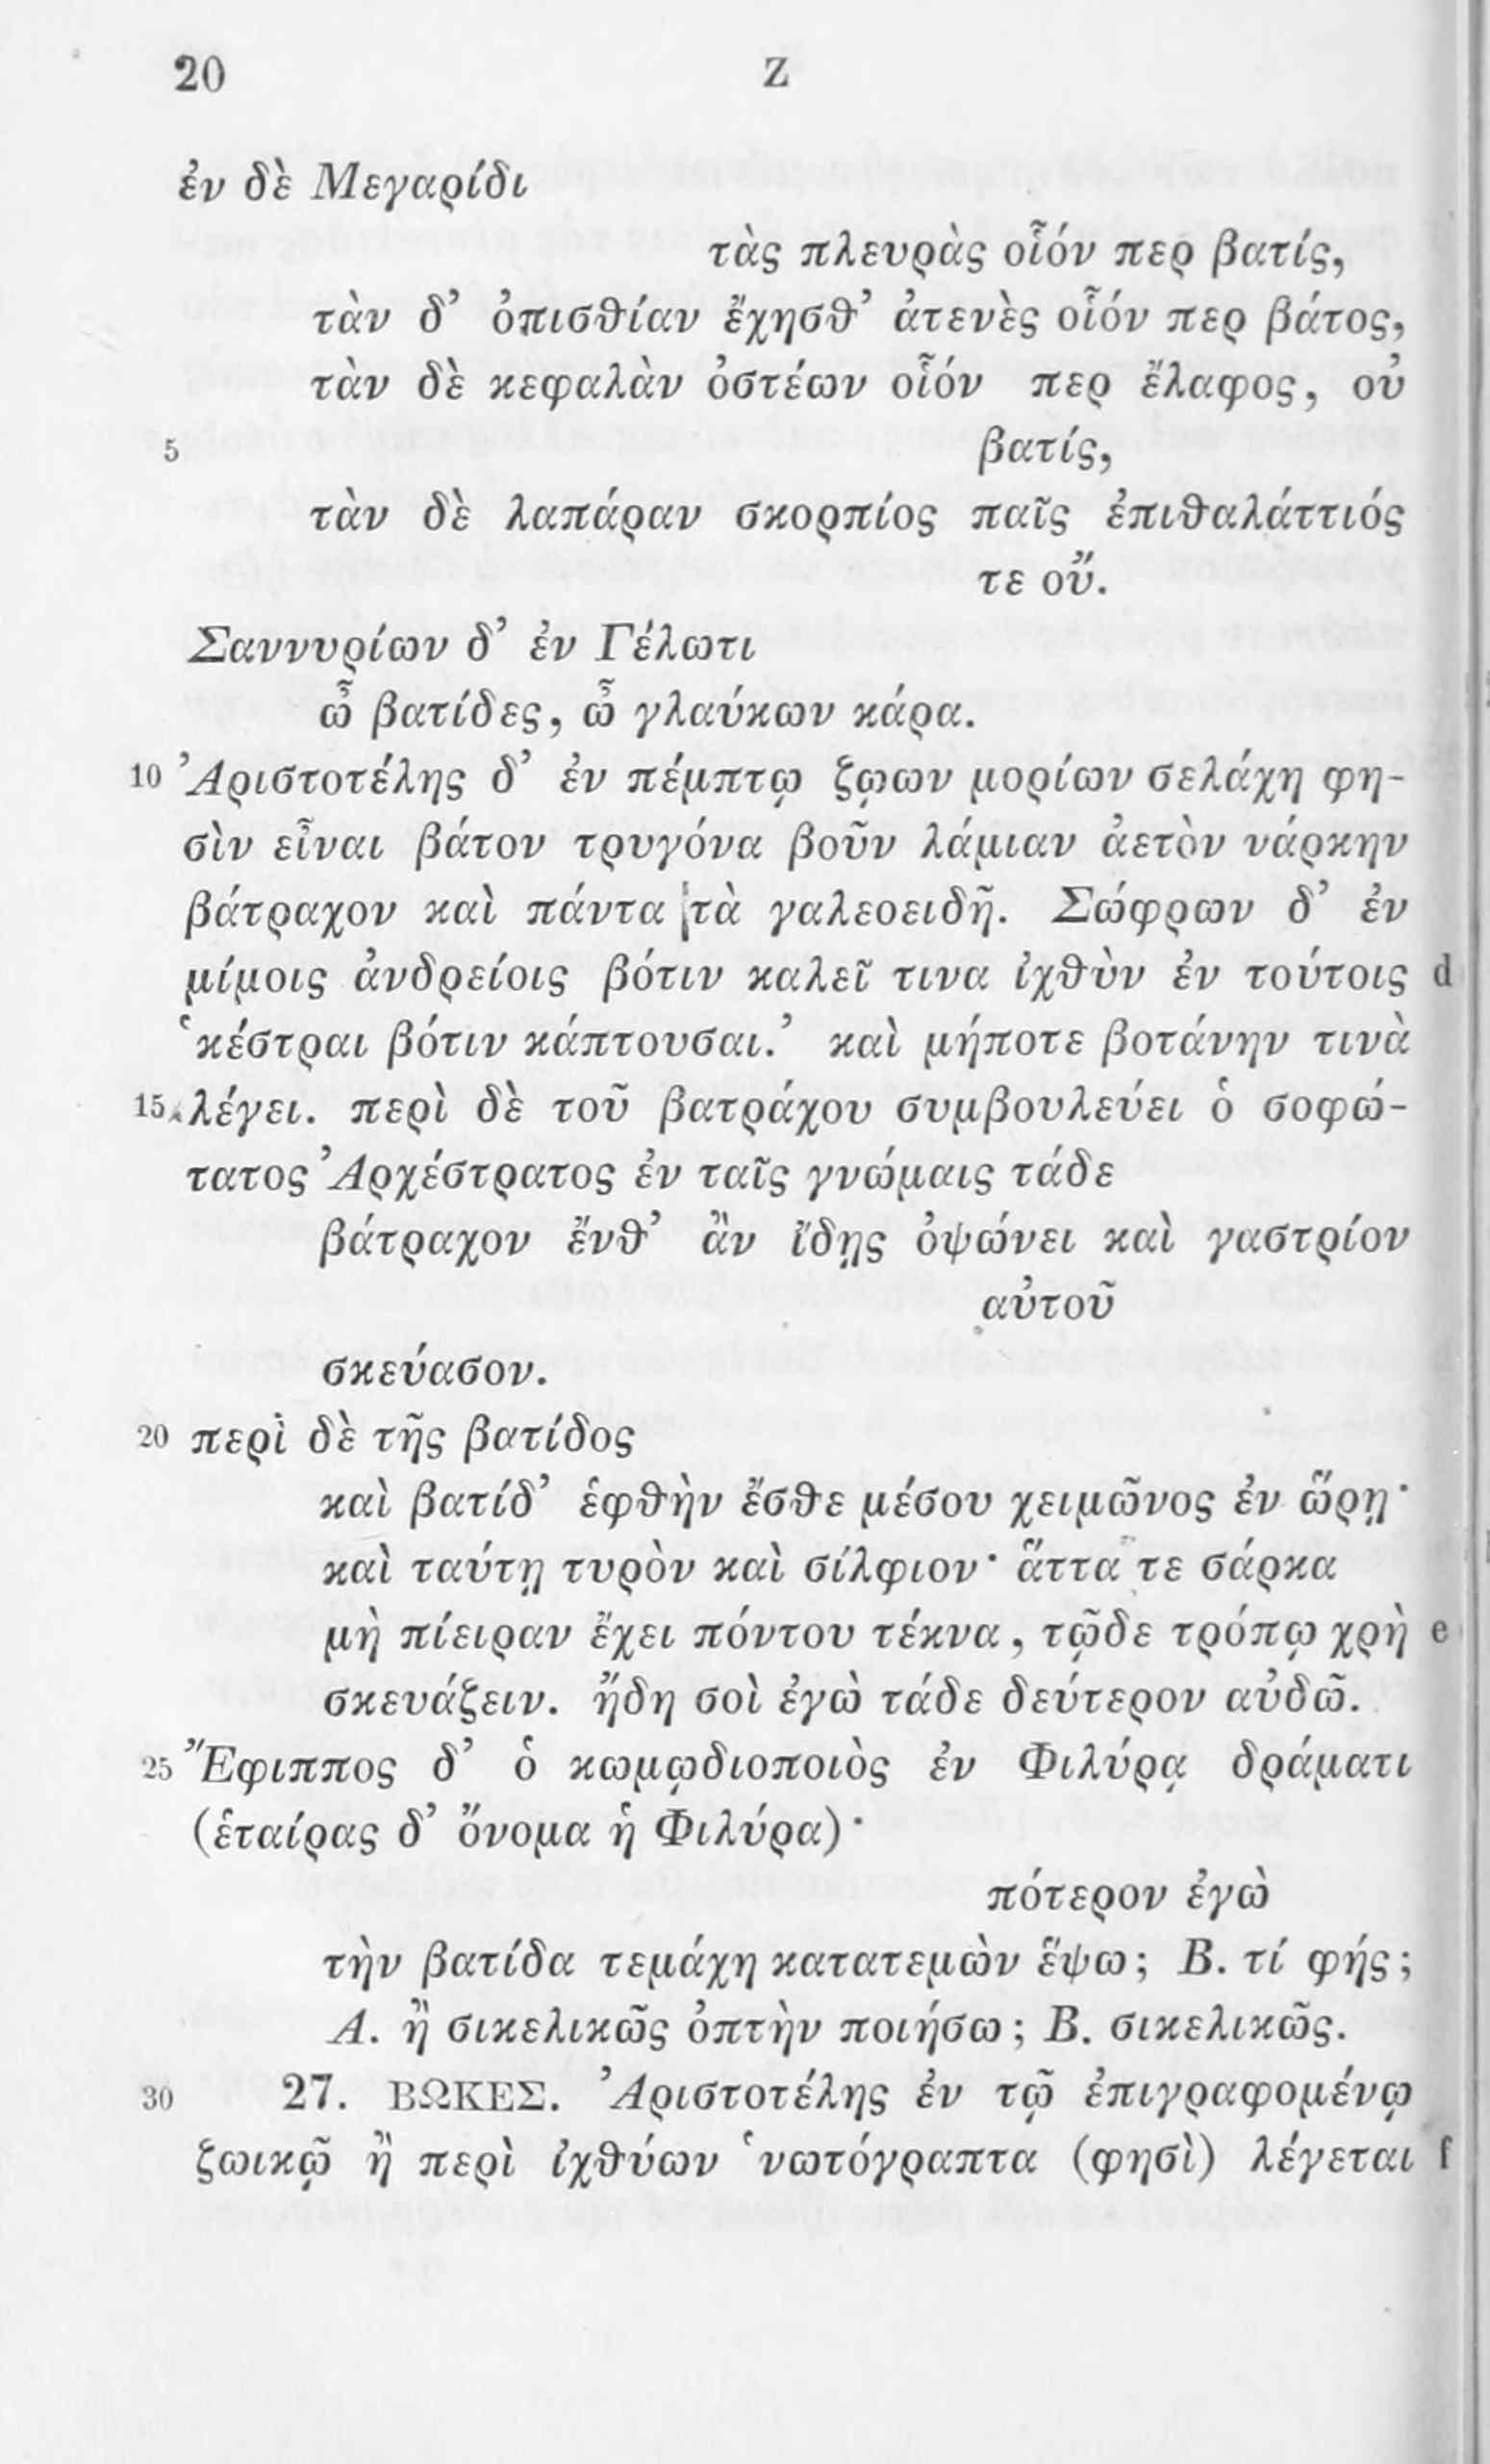 20 Z
ἐν δὲ Μεγαρίδι
τὰς πλευρὰς οἷόν περ βατίς,
τὰν δ’ ὀπισθίαν ἔχησθ’ ἀτενὲς οἷόν περ βάτος,
τὰν δὲ κεφαλὰν ὀστέων οἷόν περ ἔλαφος, οὐ
5 βατίς,
τὰν δὲ λαπάραν σκορπίος παῖς ἐπιθαλάττιός
τε οὔ.
Σαννυρίων δ’ ἐν Γέλωτι
ὦ βατίδες, ὦ γλαύκων κάρα.
10 Ἀριστοτέλης δ’ ἐν πέμπτῳ ζῴων μορίων σελάχη φη-
σὶν εἶναι βάτον τρυγόνα βοῦν λάμιαν ἀετὸν νάρκην
βάτραχον καὶ πάντα τὰ γαλεοειδῆ. Σώφρων δ’ ἐν
μίμοις ἀνδρείοις βότιν καλεῖ τινα ἰχθὺν ἐν τούτοις d
‘κέστραι βότιν κάπτουσαι.’ καὶ μήποτε βοτάνην τινὰ
15 λέγει. περὶ δὲ τοῦ βατράχου συμβουλεύει ὁ σοφώ-
τατος Ἀρχέστρατος ἐν ταῖς γνώμαις τάδε
βάτραχον ἔνθ’ ἂν ἴδῃς ὀψώνει καὶ γαστρίον
αὐτοῦ
σκεύασον.
20 περὶ δὲ τῆς βατίδος
καὶ βατίδ’ ἑφθὴν ἔσθε μέσου χειμῶνος ἐν ὥρῃ·
καὶ ταύτῃ τυρὸν καὶ σίλφιον· ἅττα τε σάρκα
μὴ πίειραν ἔχει πόντου τέκνα, τῷδε τρόπῳ χρὴ e
σκευάζειν. ἤδη σοὶ ἐγὼ τάδε δεύτερον αὐδῶ.
25 Ἔφιππος δ’ ὁ κωμῳδιοποιὸς ἐν Φιλύρᾳ δράματι
(ἑταίρας δ’ ὄνομα ἡ Φιλύρα)·
πότερον ἐγὼ
τὴν βατίδα τεμάχη κατατεμὼν ἕψω; Β. τί φής;
Α. ἢ σικελικῶς ὀπτὴν ποιήσω; Β. σικελικῶς.
30 27. ΒΩΚΕΣ. Ἀριστοτέλης ἐν τῷ ἐπιγραφομένῳ
ζωικῷ ἢ περὶ ἰχθύων ‘νωτόγραπτα (φησὶ) λέγεται f